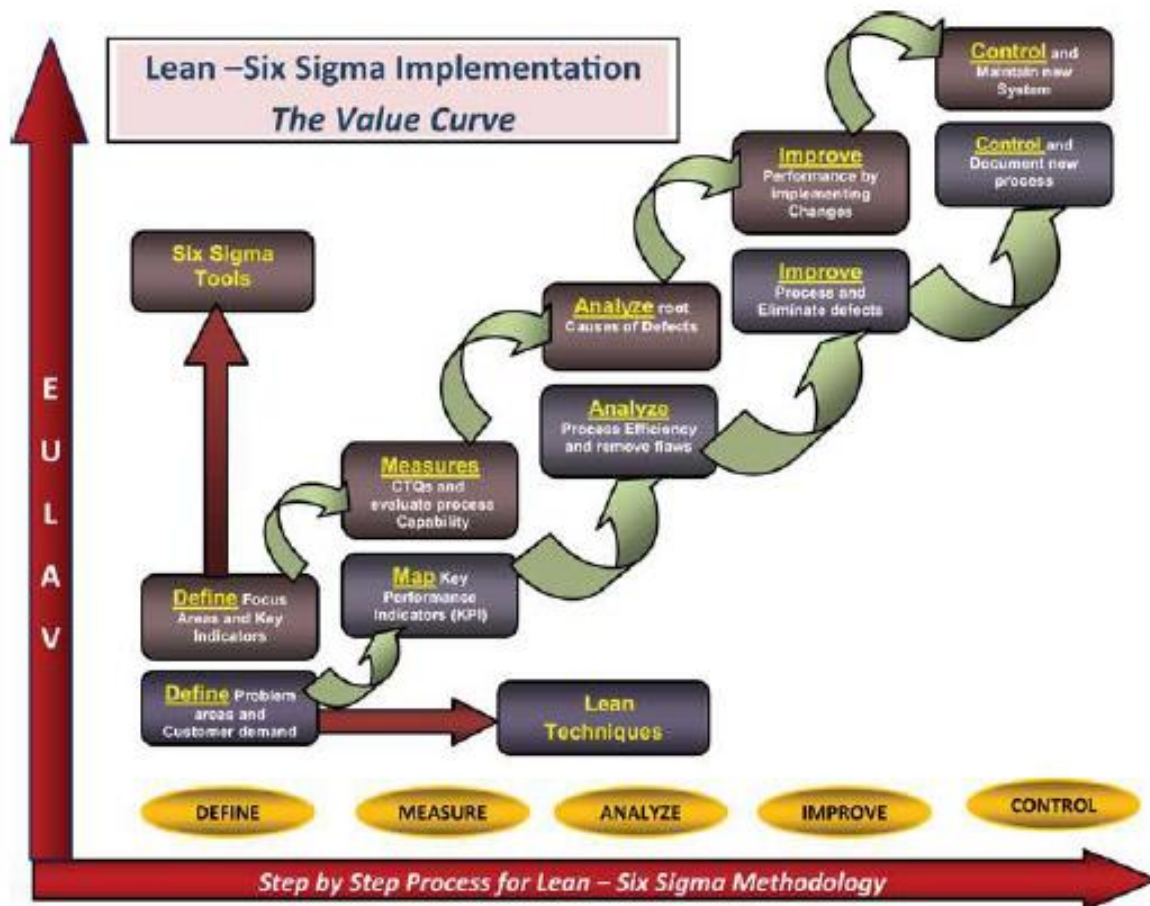 Lean –Six Sigma Implementation
The Value Curve
Control and
Maintain new
System
Control and
Document new
process
Improve
Performance by
Implementing
Changes
Improve
Process and
Eliminate defects
Six Sigma
Tools
Analyze root
Causes of Defects
Analyze
Process Efficiency
and remove flaws
Measures
CTQs and
evaluate process
Capability
Map Key
Performance
Indicators (KPI)
Define Focus
Areas and Key
Indicators
Define Problem
areas and
Customer demand
Lean
Techniques
E
U
L
A
V
DEFINE
MEASURE
ANALYZE
IMPROVE
CONTROL
Step by Step Process for Lean – Six Sigma Methodology